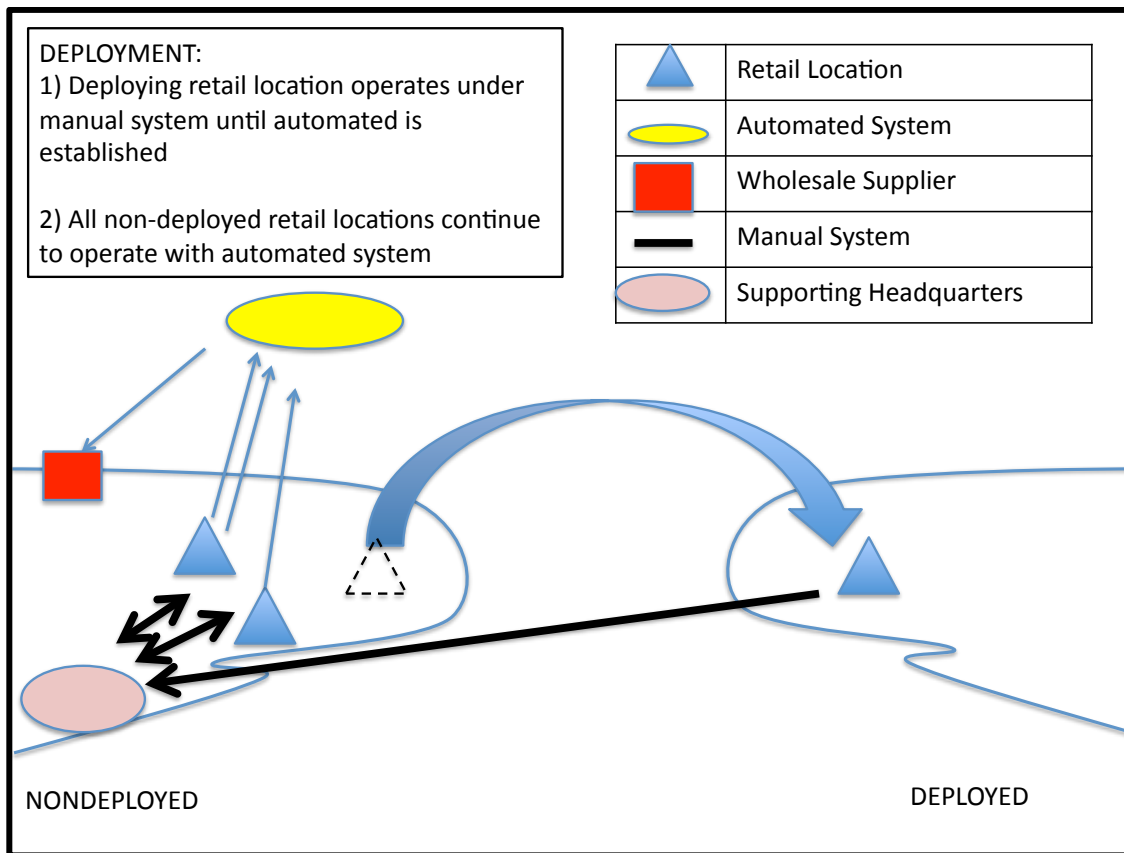 DEPLOYMENT:
1) Deploying retail location operates under
manual system until automated is
established
2) All non-deployed retail locations continue
to operate with automated system
Retail Location
Automated System
Wholesale Supplier
Manual System
Supporting Headquarters
NONDEPLOYED
DEPLOYED